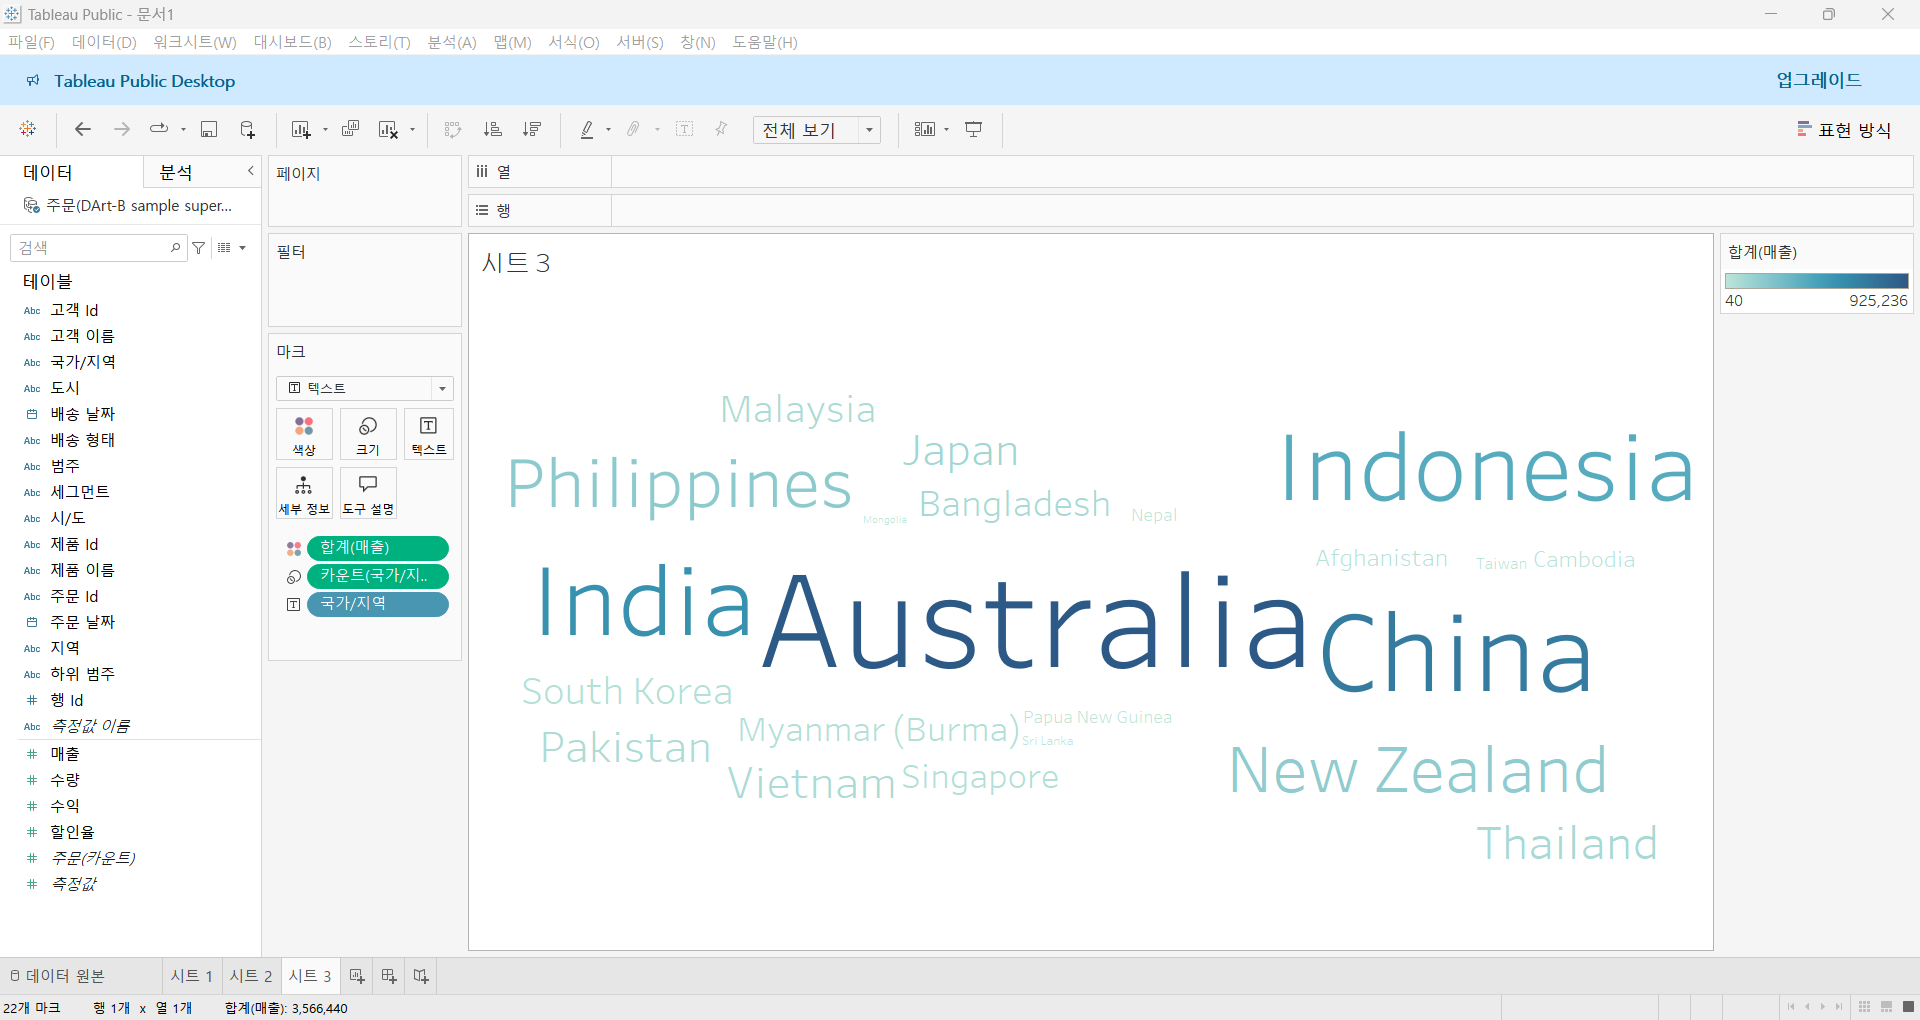 Tableau Public - 문서1
파일(F) 데이터(D) 워크시트(W) 대시보드(B) 스토리(T) 분석(A) 맵(M) 서식(O) 서버(S) 창(N) 도움말(H)
Tableau Public Desktop 업그레이드
전체 보기 표현 방식
데이터 분석
주문(DArt-B sample super...
검색
테이블
Abc 고객 Id
Abc 고객 이름
Abc 국가/지역
Abc 도시
배송 날짜
Abc 배송 형태
Abc 범주
Abc 세그먼트
Abc 시/도
Abc 제품 Id
Abc 제품 이름
Abc 주문 Id
주문 날짜
Abc 지역
Abc 하위 범주
# 행 Id
Abc 측정값 이름
# 매출
# 수량
# 수익
# 할인율
# 주문(카운트)
# 측정값
페이지
필터
마크
텍스트
색상 크기 텍스트
세부 정보 도구 설명
합계(매출)
카운트(국가/지..
국가/지역
열
행
시트 3
Malaysia
Japan
Indonesia
Philippines
Bangladesh
Mongolia
Nepal
Afghanistan
Taiwan
Cambodia
India
Australia
China
South Korea
Papua New Guinea
Myanmar (Burma)
Sri Lanka
Pakistan
New Zealand
Vietnam
Singapore
Thailand
합계(매출)
40 925,236
데이터 원본 시트 1 시트 2 시트 3
22개 마크 행 1개 x 열 1개 합계(매출): 3,566,440